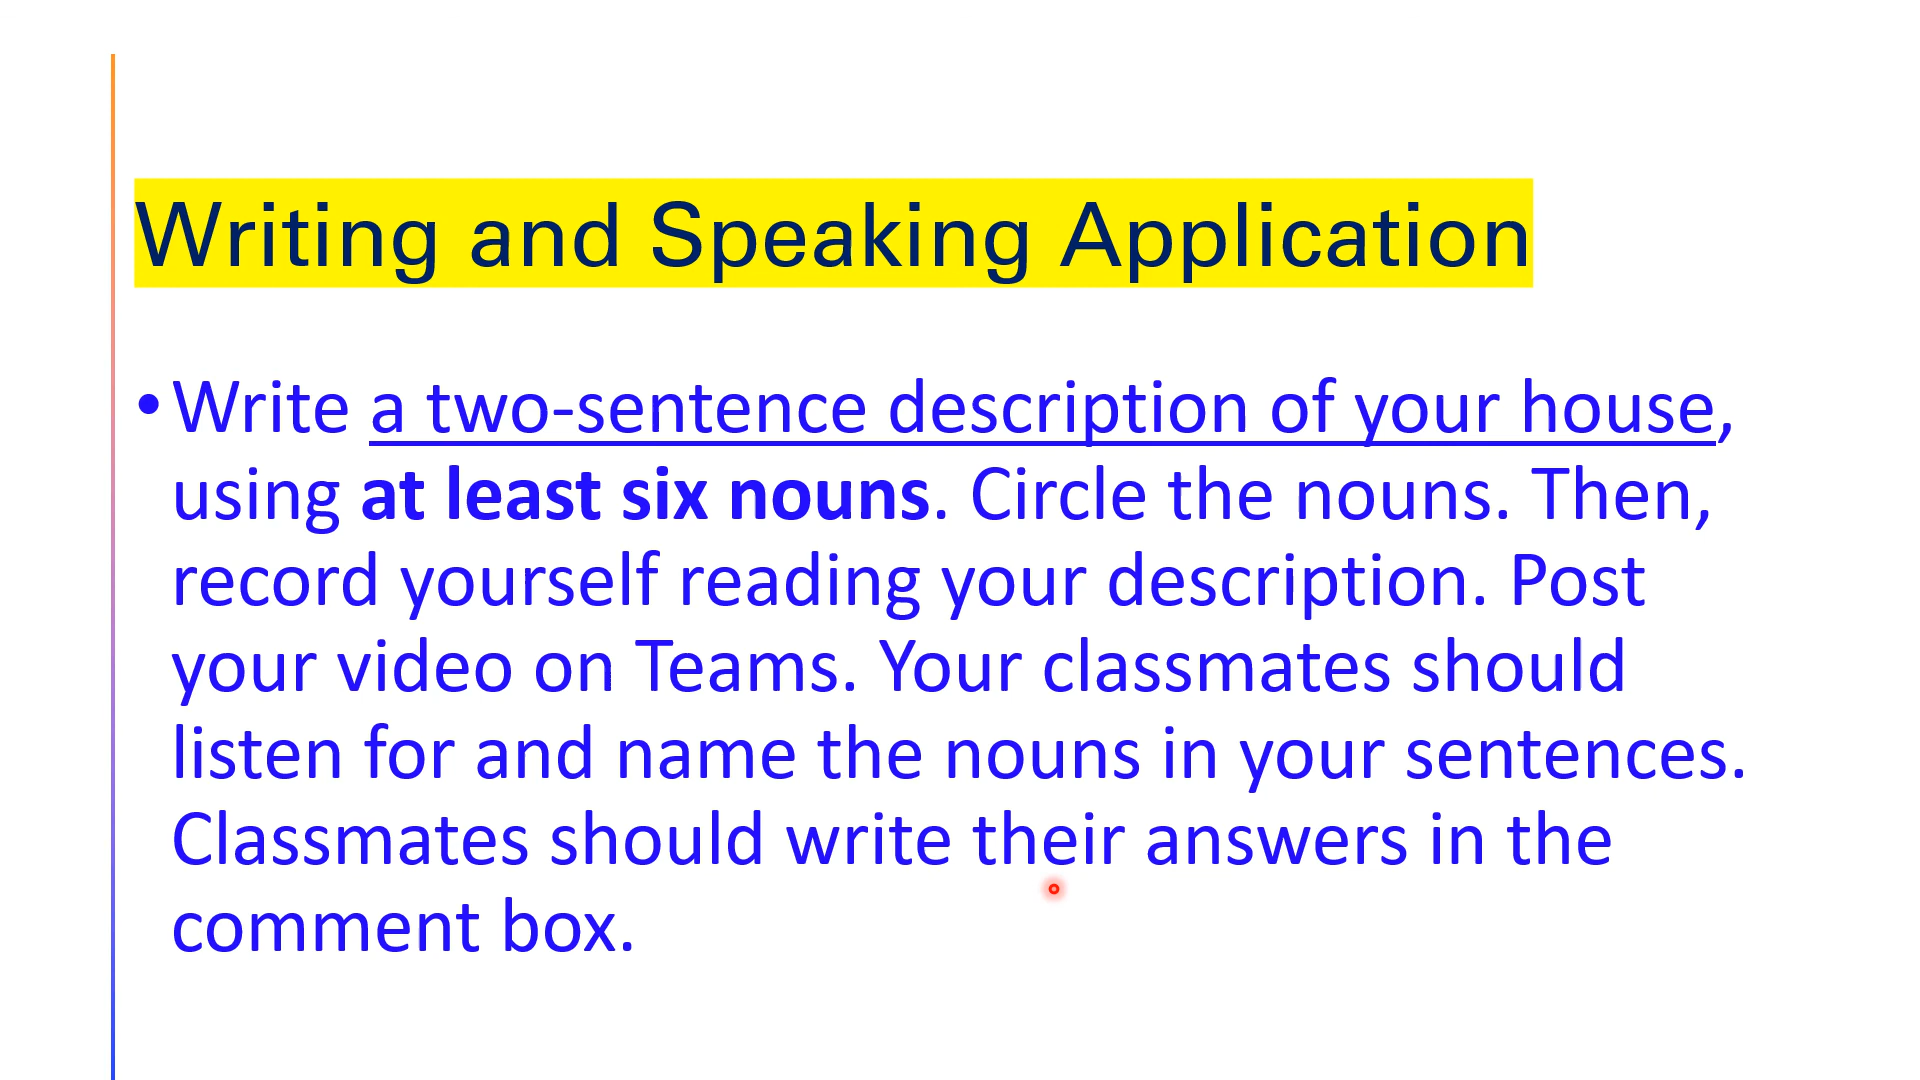 Writing and Speaking Application
• Write a two-sentence description of your house,
using at least six nouns. Circle the nouns. Then,
record yourself reading your description. Post
your video on Teams. Your classmates should
listen for and name the nouns in your sentences.
Classmates should write their answers in the
comment box.